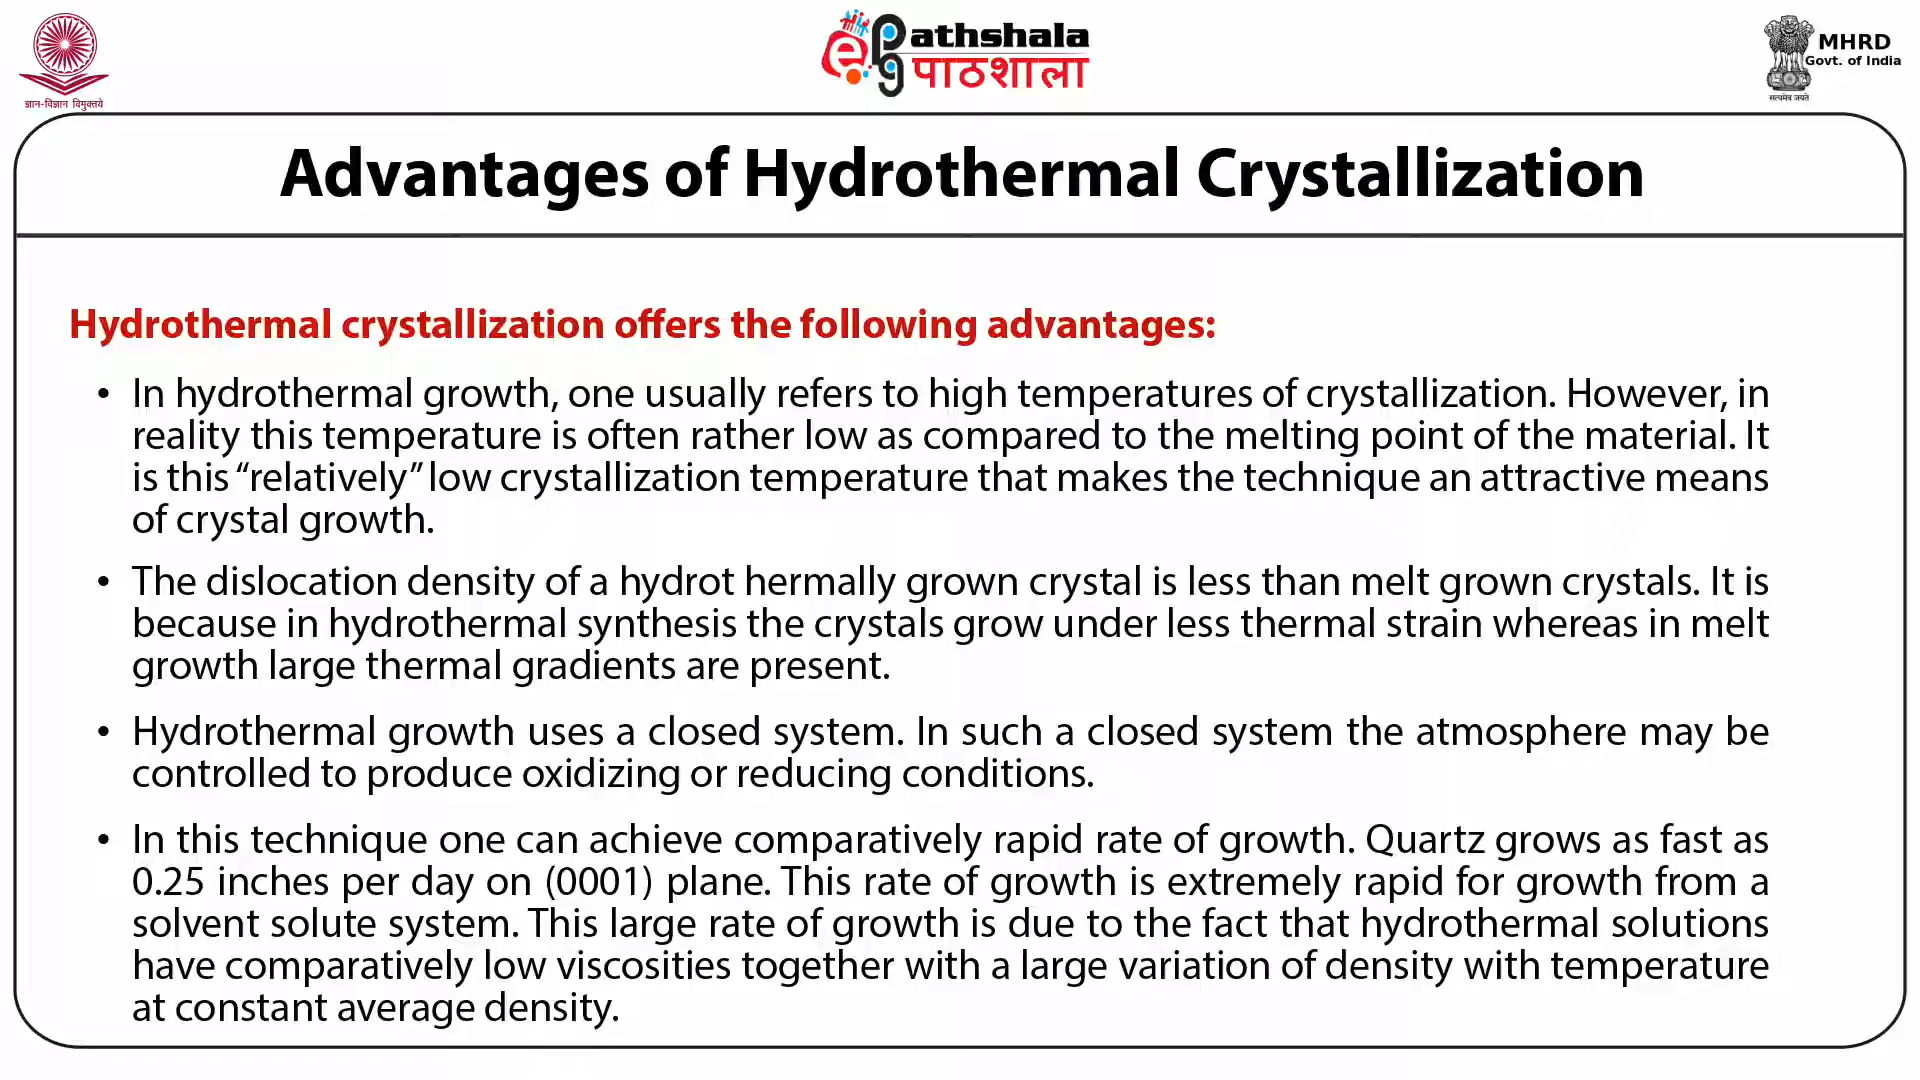 ज्ञान-विज्ञान विमुक्तये
ePathshala
पाठशाला
MHRD
Govt. of India
सत्यमेव जयते
Advantages of Hydrothermal Crystallization
Hydrothermal crystallization offers the following advantages:
• In hydrothermal growth, one usually refers to high temperatures of crystallization. However, in
reality this temperature is often rather low as compared to the melting point of the material. It
is this “relatively” low crystallization temperature that makes the technique an attractive means
of crystal growth.
• The dislocation density of a hydrot hermally grown crystal is less than melt grown crystals. It is
because in hydrothermal synthesis the crystals grow under less thermal strain whereas in melt
growth large thermal gradients are present.
• Hydrothermal growth uses a closed system. In such a closed system the atmosphere may be
controlled to produce oxidizing or reducing conditions.
• In this technique one can achieve comparatively rapid rate of growth. Quartz grows as fast as
0.25 inches per day on (0001) plane. This rate of growth is extremely rapid for growth from a
solvent solute system. This large rate of growth is due to the fact that hydrothermal solutions
have comparatively low viscosities together with a large variation of density with temperature
at constant average density.